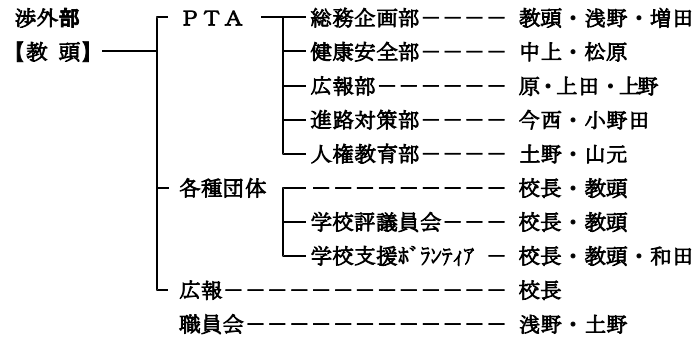 渉外部 ＰＴＡ 総務企画部－－－－ 教頭・浅野・増田
【教 頭】 健康安全部－－－－ 中上・松原
広報部－－－－－－ 原・上田・上野
進路対策部－－－－ 今西・小野田
人権教育部－－－－ 土野・山元
各種団体 －－－－－－－－－ 校長・教頭
学校評議員会－－－ 校長・教頭
学校支援ﾎﾞﾗﾝﾃｨｱ － 校長・教頭・和田
広報－－－－－－－－－－－－－ 校長
職員会－－－－－－－－－－－－ 浅野・土野